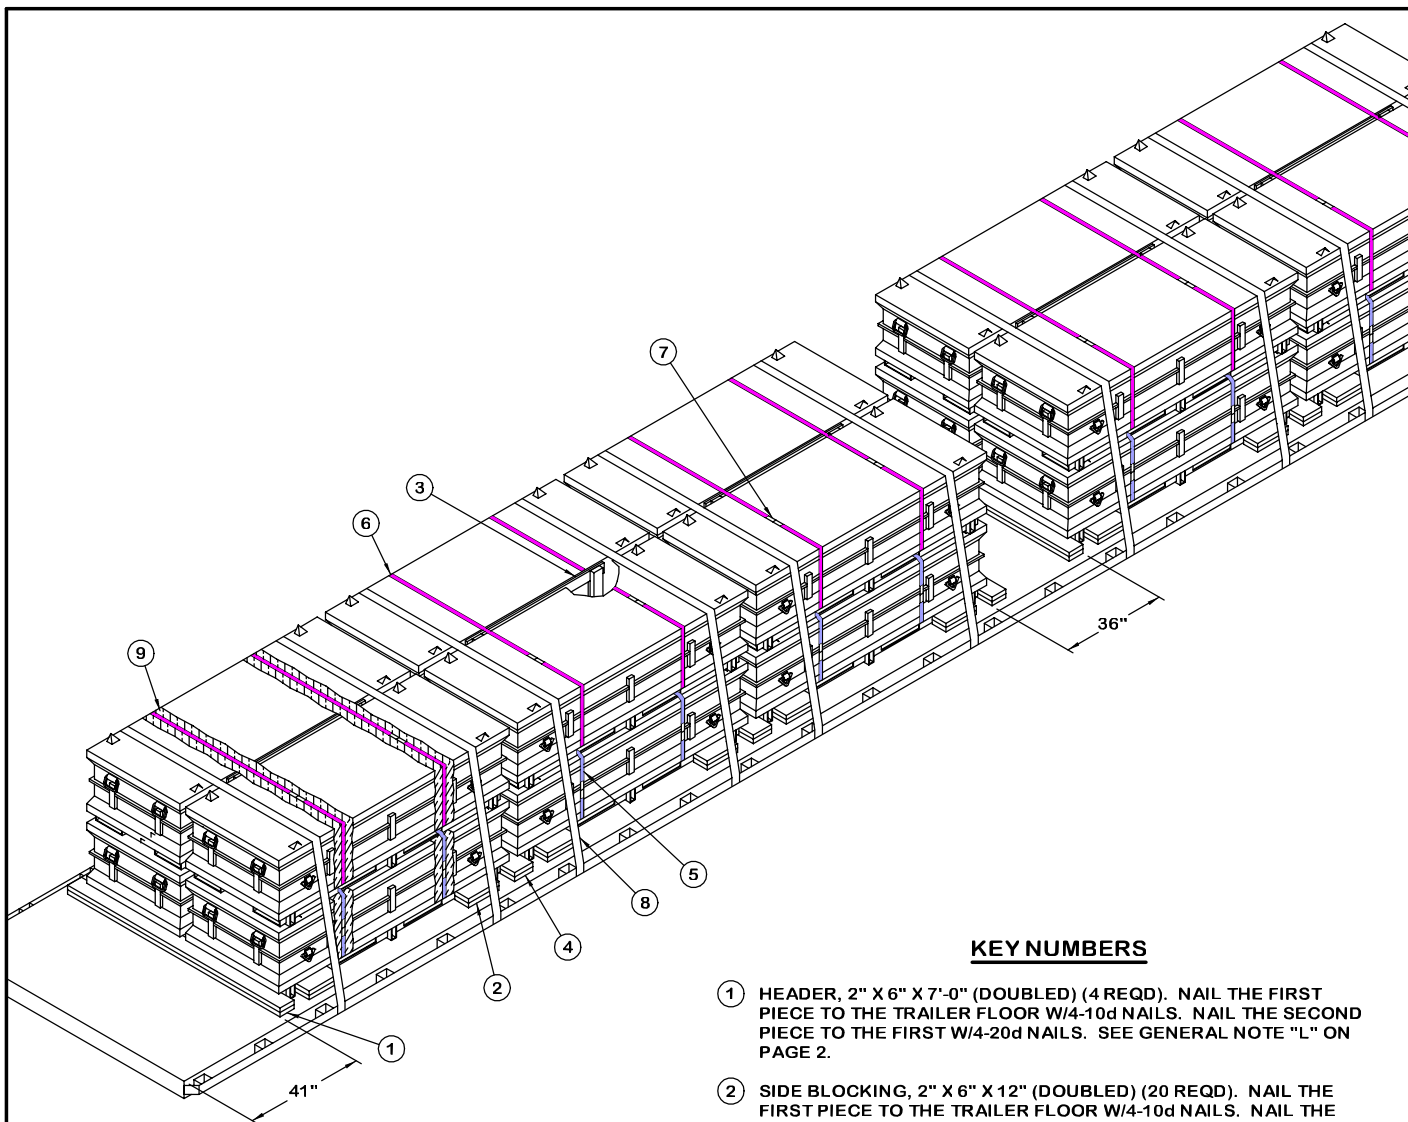 7
3
6
36"
9
5
8
4
2
1
41"
KEY NUMBERS
1 HEADER, 2" X 6" X 7'-0" (DOUBLED) (4 REQD). NAIL THE FIRST
PIECE TO THE TRAILER FLOOR W/4-10d NAILS. NAIL THE SECOND
PIECE TO THE FIRST W/4-20d NAILS. SEE GENERAL NOTE "L" ON
PAGE 2.
2 SIDE BLOCKING, 2" X 6" X 12" (DOUBLED) (20 REQD). NAIL THE
FIRST PIECE TO THE TRAILER FLOOR W/4-10d NAILS. NAIL THE